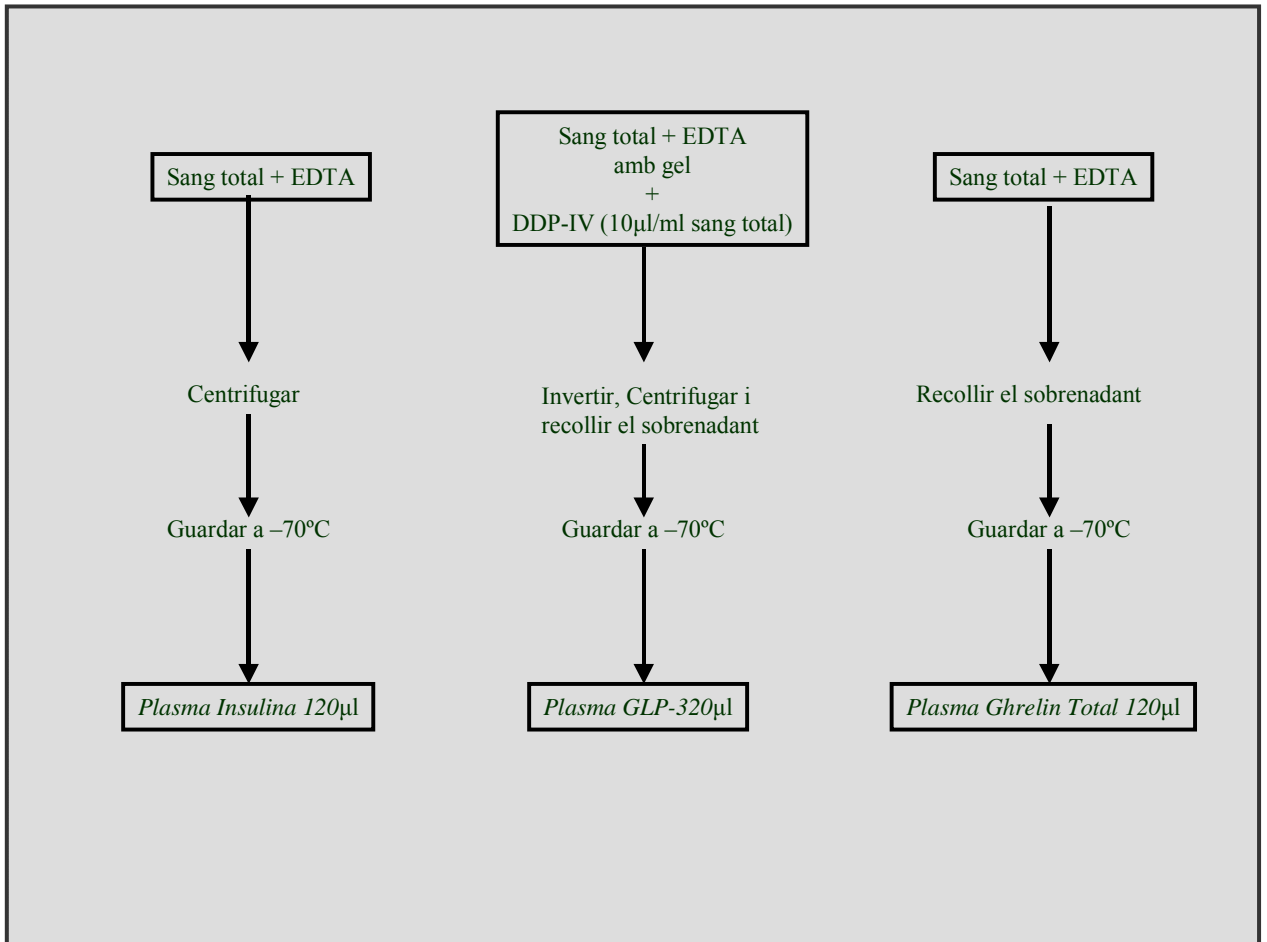 Sang total + EDTA
Centrifugar
Guardar a –70ºC
Plasma Insulina 120µl
Sang total + EDTA
amb gel
+
DDP-IV (10µl/ml sang total)
Invertir, Centrifugar i
recollir el sobrenadant
Guardar a –70ºC
Plasma GLP-320µl
Sang total + EDTA
Recollir el sobrenadant
Guardar a –70ºC
Plasma Ghrelin Total 120µl